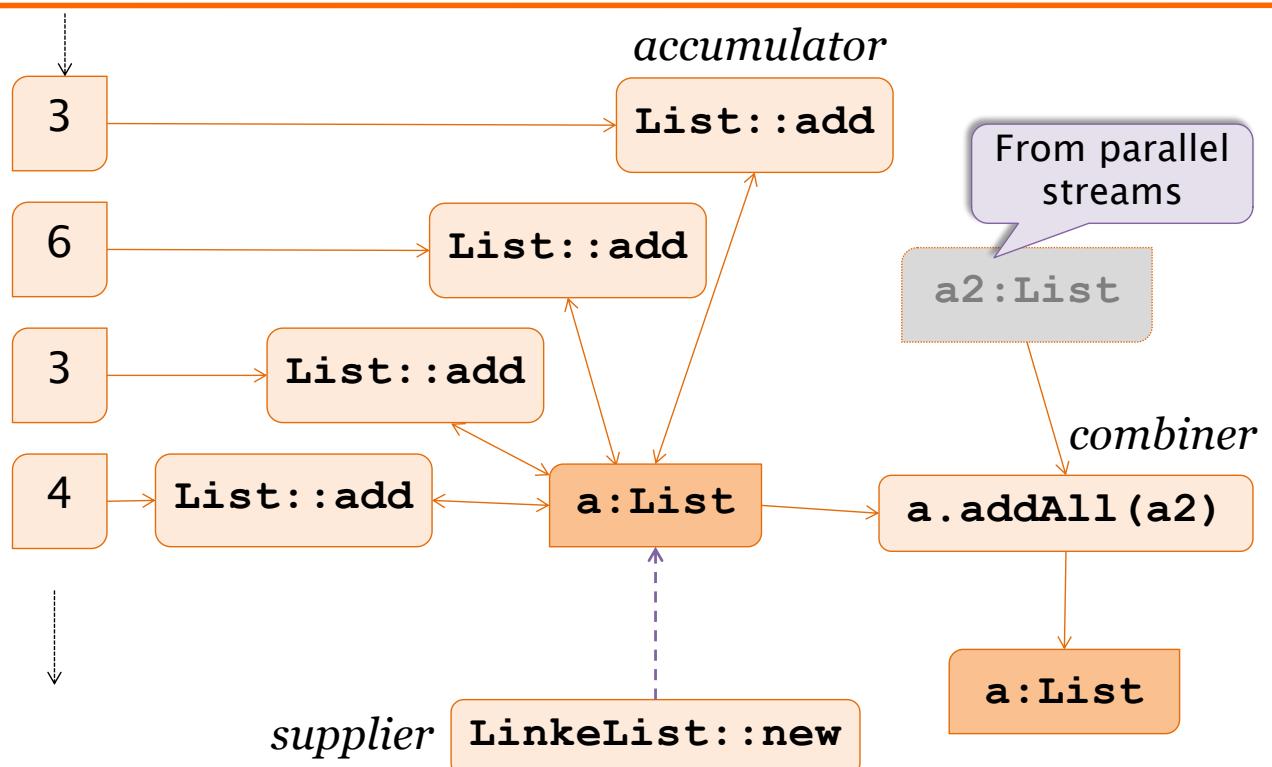 accumulator
3
List::add
From parallel
streams
6
List::add
a2:List
3
List::add
combiner
4
List::add
a:List
a.addAll(a2)
a:List
supplier
LinkeList::new